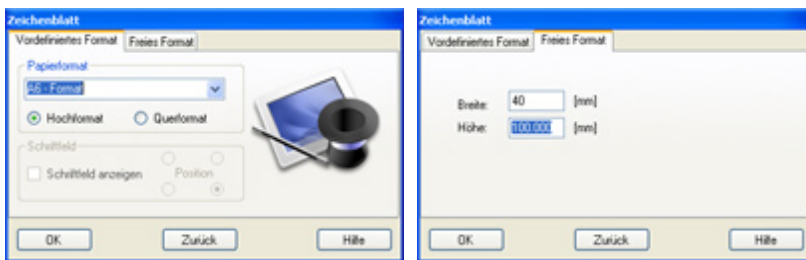 Zeichenblatt
Vordefiniertes Format Freies Format
Papierformat
A6 - Format
Hochformat Querformat
Schriftfeld
Schriftfeld anzeigen Position
OK Zurück Hilfe
Zeichenblatt
Vordefiniertes Format Freies Format
Breite: 40 [mm]
Höhe: 100.000 [mm]
OK Zurück Hilfe